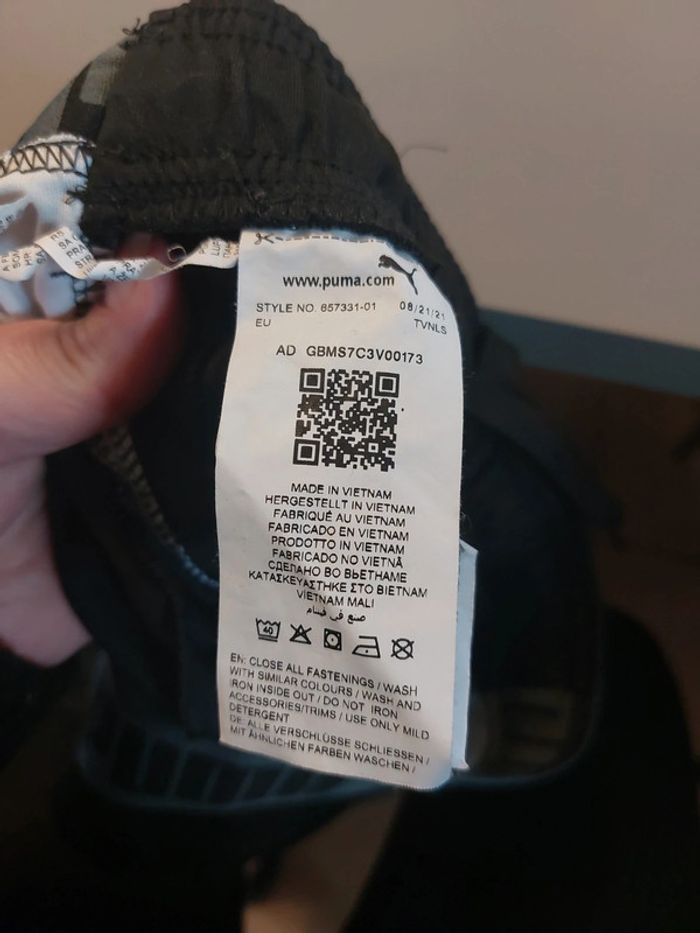 www.puma.com
STYLE NO. 657331-01 08/21/21
EU TVNLS
AD GBMS7C3V00173
MADE IN VIETNAM
HERGESTELLT IN VIETNAM
FABRIQUÉ AU VIETNAM
FABRICADO EN VIETNAM
PRODOTTO IN VIETNAM
FABRICADO NO VIETNÃ
СДЕЛАНО ВО ВЬЕТНАМЕ
ΚΑΤΑΣΚΕΥΑΣΤΗΚΕ ΣΤΟ ΒΙΕΤΝΑΜ
VİETNAM MALI
صنع في فيتنام
40
EN: CLOSE ALL FASTENINGS / WASH
WITH SIMILAR COLOURS / WASH AND
IRON INSIDE OUT / DO NOT IRON
ACCESSORIES/TRIMS / USE ONLY MILD
DETERGENT
DE: ALLE VERSCHLÜSSE SCHLIESSEN /
MIT ÄHNLICHEN FARBEN WASCHEN /